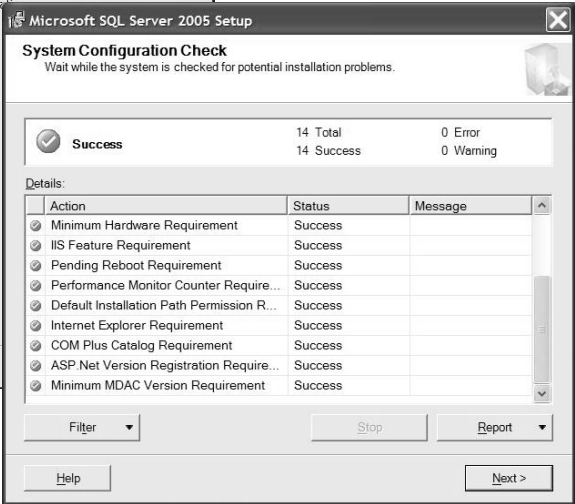 Microsoft SQL Server 2005 Setup
System Configuration Check
Wait while the system is checked for potential installation problems.
Success
14 Total
0 Error
14 Success
0 Warning
Details:
Action Status Message
Minimum Hardware Requirement Success
IIS Feature Requirement Success
Pending Reboot Requirement Success
Performance Monitor Counter Require... Success
Default Installation Path Permission R... Success
Internet Explorer Requirement Success
COM Plus Catalog Requirement Success
ASP.Net Version Registration Require... Success
Minimum MDAC Version Requirement Success
Filter Stop Report
Help Next >